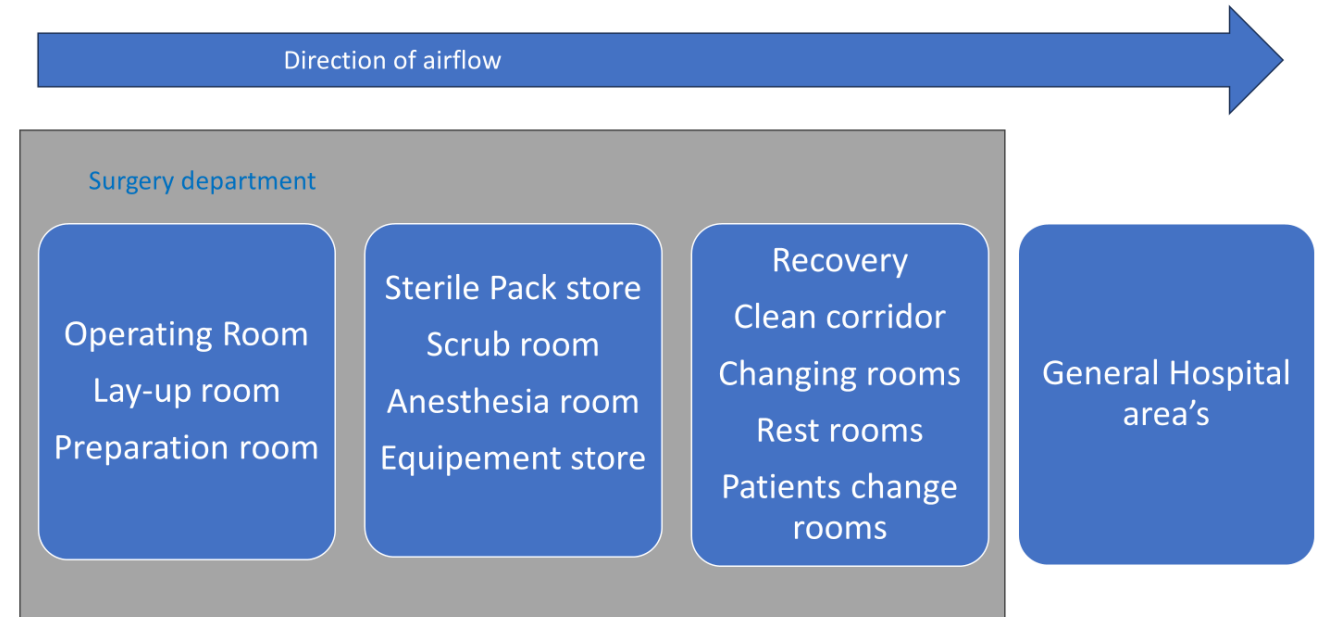 Direction of airflow
Surgery department
Operating Room
Lay-up room
Preparation room
Sterile Pack store
Scrub room
Anesthesia room
Equipement store
Recovery
Clean corridor
Changing rooms
Rest rooms
Patients change
rooms
General Hospital
area’s